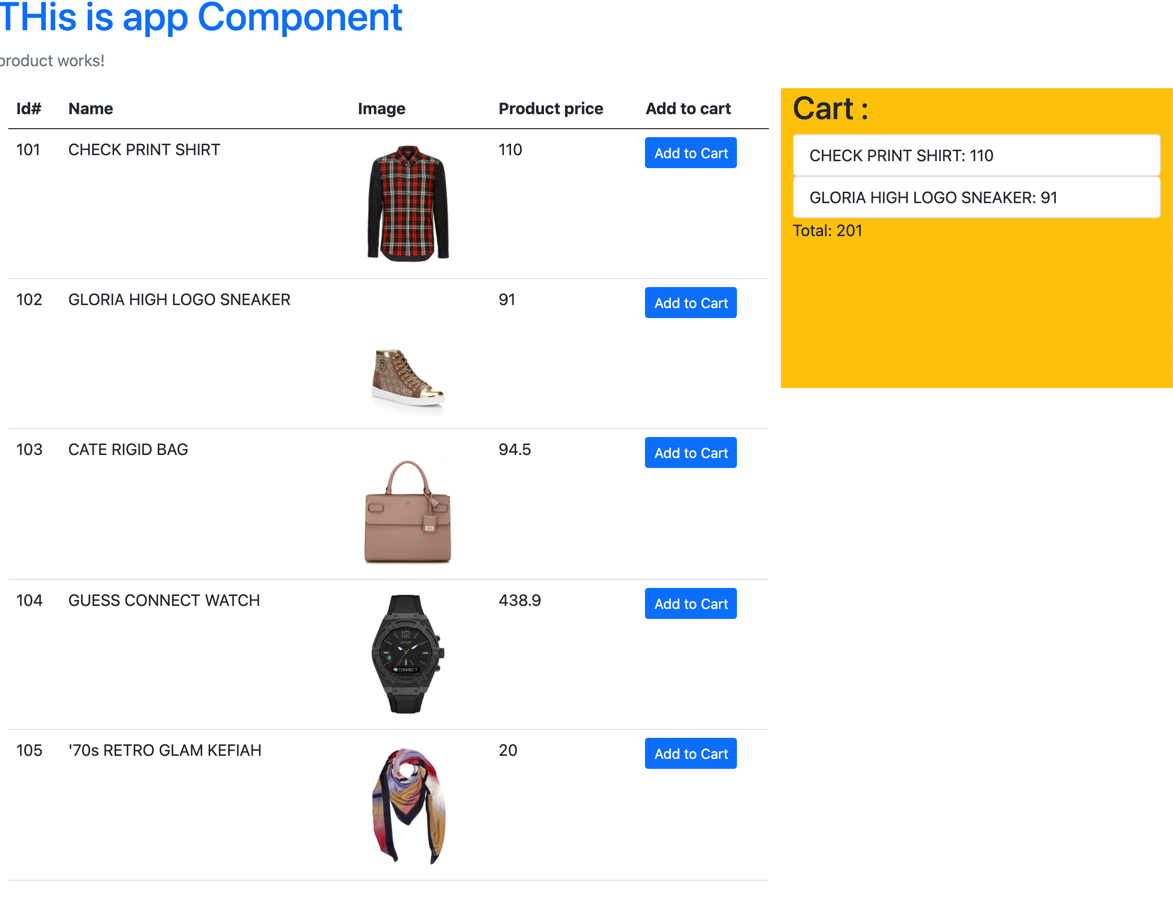 THis is app Component
product works!
Id# Name Image Product price Add to cart
101 CHECK PRINT SHIRT 110 Add to Cart
102 GLORIA HIGH LOGO SNEAKER 91 Add to Cart
103 CATE RIGID BAG 94.5 Add to Cart
104 GUESS CONNECT WATCH 438.9 Add to Cart
CONNECT
105 '70s RETRO GLAM KEFIAH 20 Add to Cart
Cart :
CHECK PRINT SHIRT: 110
GLORIA HIGH LOGO SNEAKER: 91
Total: 201